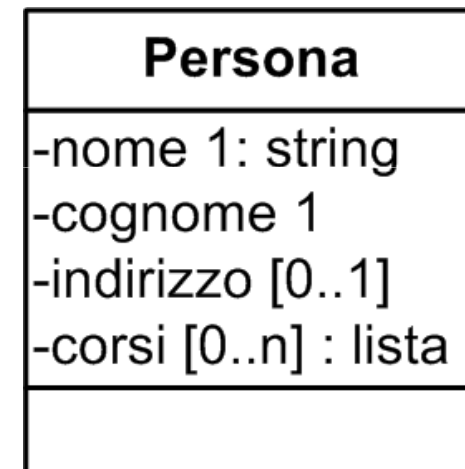 Persona
-nome 1: string
-cognome 1
-indirizzo [0..1]
-corsi [0..n] : lista